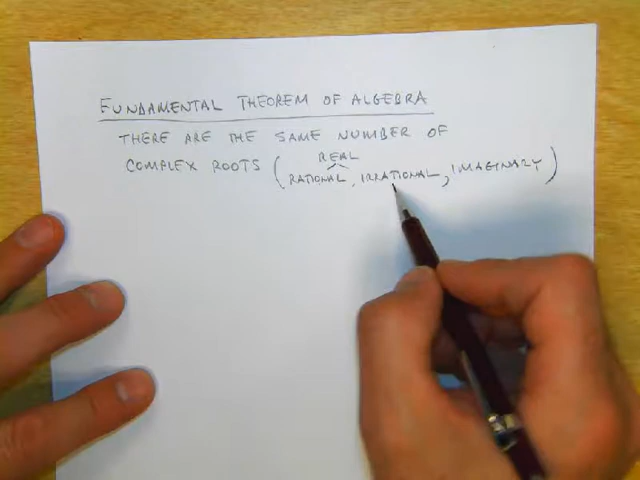 FUNDAMENTAL THEOREM OF ALGEBRA
THERE ARE THE SAME NUMBER OF
REAL
COMPLEX ROOTS (RATIONAL, IRRATIONAL, IMAGINARY)